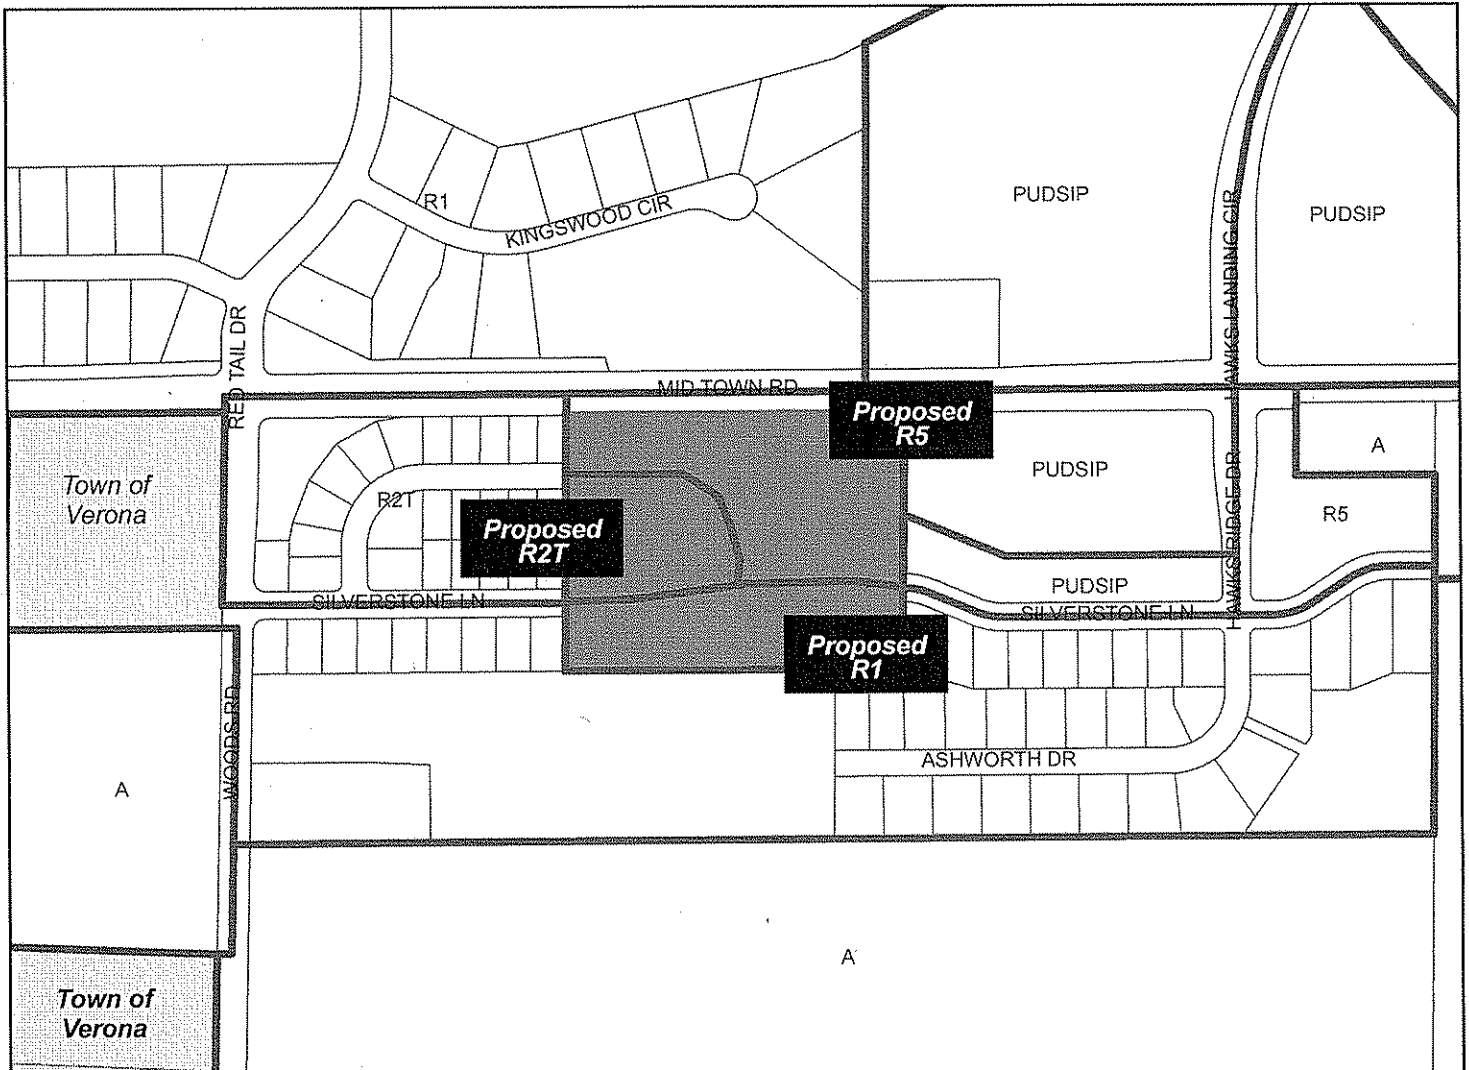 R1
KINGSWOOD CIR
PUDSIP
PUDSIP
HAWKS LANDING CIR
RED TAIL DR
MID TOWN RD
Proposed
R5
Town of
Verona
R2T
Proposed
R2T
PUDSIP
A
R5
HAWKS RIDGE DR
PUDSIP
SILVERSTONE LN
SILVERSTONE LN
Proposed
R1
WOODS RD
A
ASHWORTH DR
A
Town of
Verona